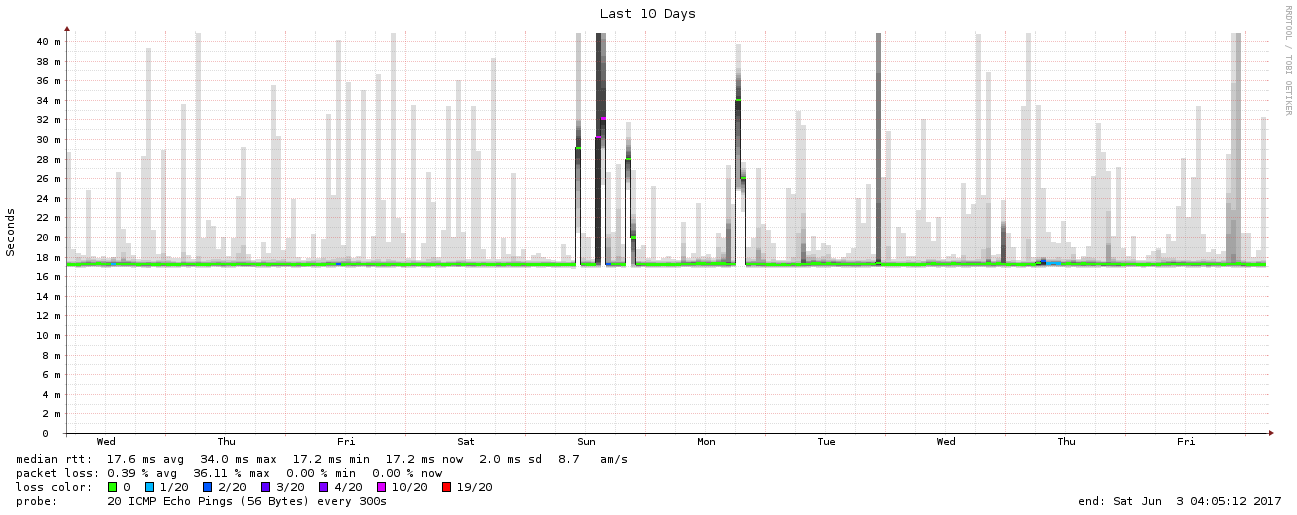 Last 10 Days
RRDTOOL / TOBI OETIKER
Seconds
40 m
38 m
36 m
34 m
32 m
30 m
28 m
26 m
24 m
22 m
20 m
18 m
16 m
14 m
12 m
10 m
8 m
6 m
4 m
2 m
0
Wed Thu Fri Sat Sun Mon Tue Wed Thu Fri
median rtt: 17.6 ms avg 34.0 ms max 17.2 ms min 17.2 ms now 2.0 ms sd 8.7 am/s
packet loss: 0.39 % avg 36.11 % max 0.00 % min 0.00 % now
loss color: 0 1/20 2/20 3/20 4/20 10/20 19/20
probe: 20 ICMP Echo Pings (56 Bytes) every 300s end: Sat Jun 3 04:05:12 2017